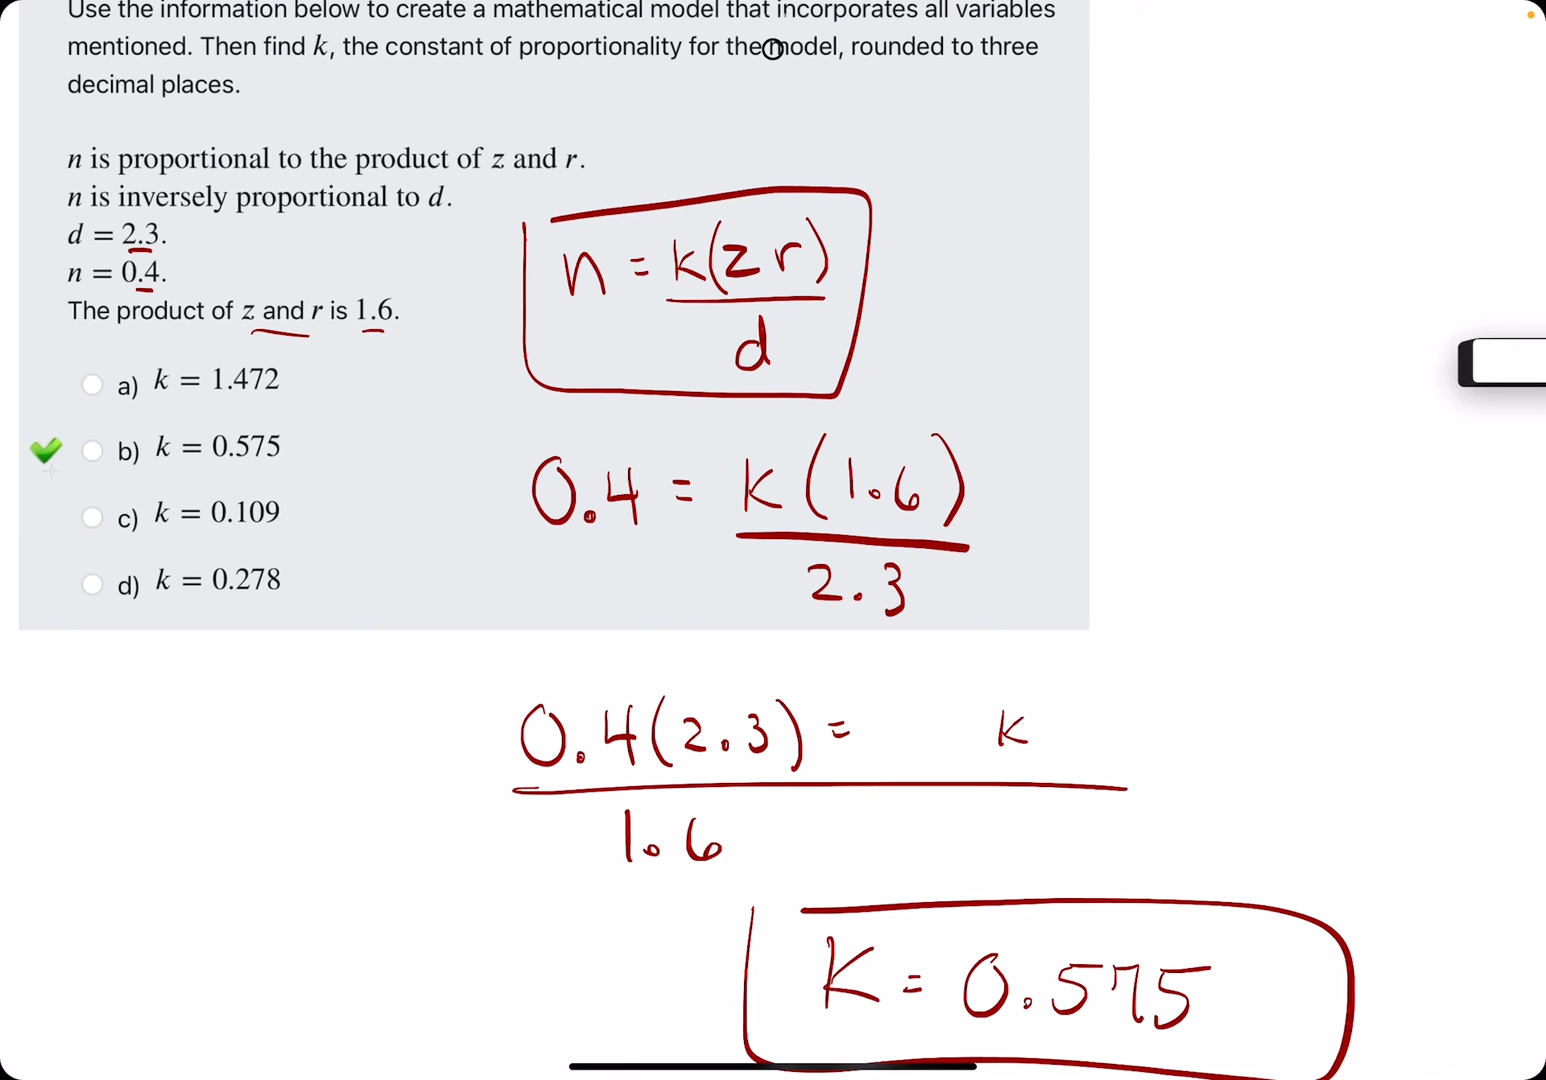 Use the information below to create a mathematical model that incorporates all variables
mentioned. Then find k, the constant of proportionality for the model, rounded to three
decimal places.
n is proportional to the product of z and r.
n is inversely proportional to d.
d = 2.3.
n = 0.4.
The product of z and r is 1.6.
a) k = 1.472
b) k = 0.575
c) k = 0.109
d) k = 0.278
n = k(zr)
d
0.4 = k(1.6)
2.3
0.4(2.3) = k
1.6
K = 0.575